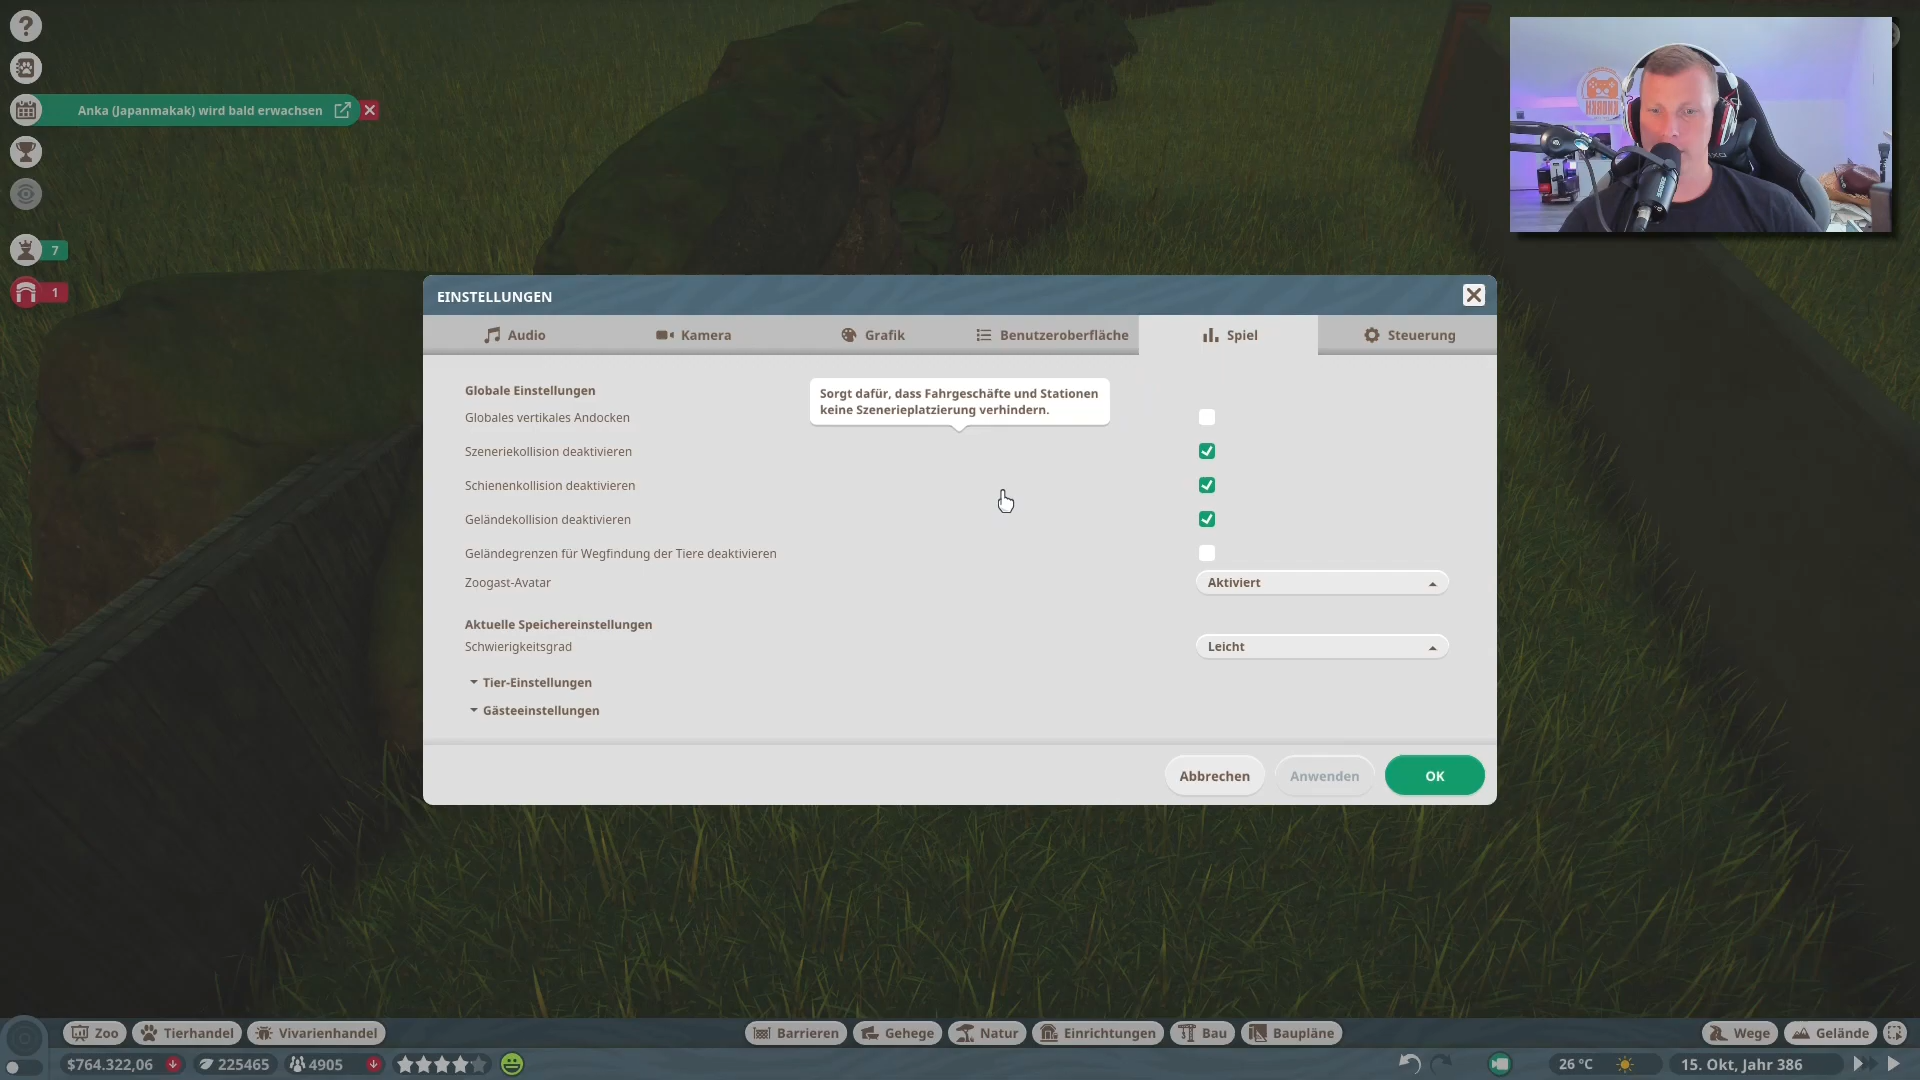 ?
Anka (Japanmakak) wird bald erwachsen
7
1
EINSTELLUNGEN
Audio
Kamera
Grafik
Benutzeroberfläche
Spiel
Steuerung
Globale Einstellungen
Sorgt dafür, dass Fahrgeschäfte und Stationen
keine Szenerieplatzierung verhindern.
Globales vertikales Andocken
Szeneriekollision deaktivieren
Schienenkollision deaktivieren
Geländekollision deaktivieren
Geländegrenzen für Wegfindung der Tiere deaktivieren
Zoogast-Avatar
Aktiviert
Aktuelle Speichereinstellungen
Schwierigkeitsgrad
Leicht
Tier-Einstellungen
Gästeeinstellungen
Abbrechen
Anwenden
OK
Zoo
Tierhandel
Vivarienhandel
Barrieren
Gehege
Natur
Einrichtungen
Bau
Baupläne
Wege
Gelände
$764.322,06
225465
4905
26 °C
15. Okt, Jahr 386